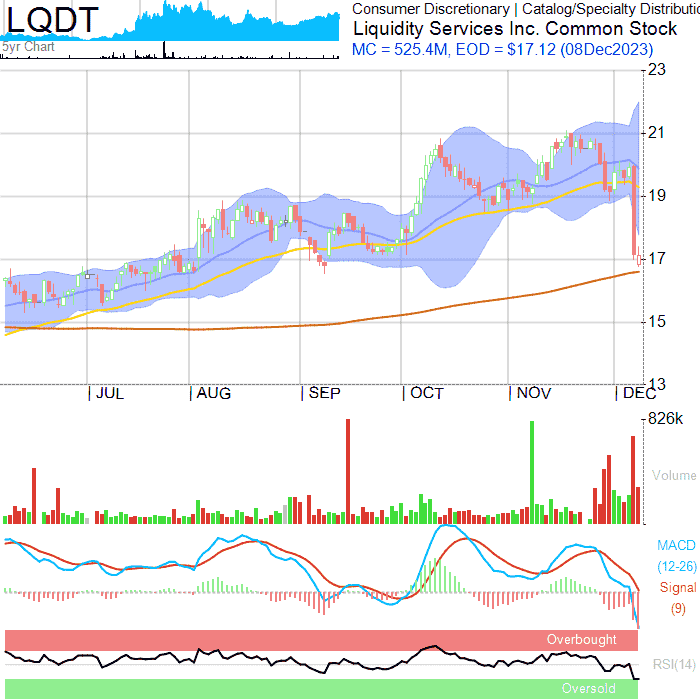 LQDT
5yr Chart
Consumer Discretionary | Catalog/Specialty Distributio
Liquidity Services Inc. Common Stock
MC = 525.4M, EOD = $17.12 (08Dec2023)
23
21
19
17
15
13
JUL AUG SEP OCT NOV DEC
826k
Volume
MACD
(12-26)
Signal
(9)
Overbought
RSI(14)
Oversold